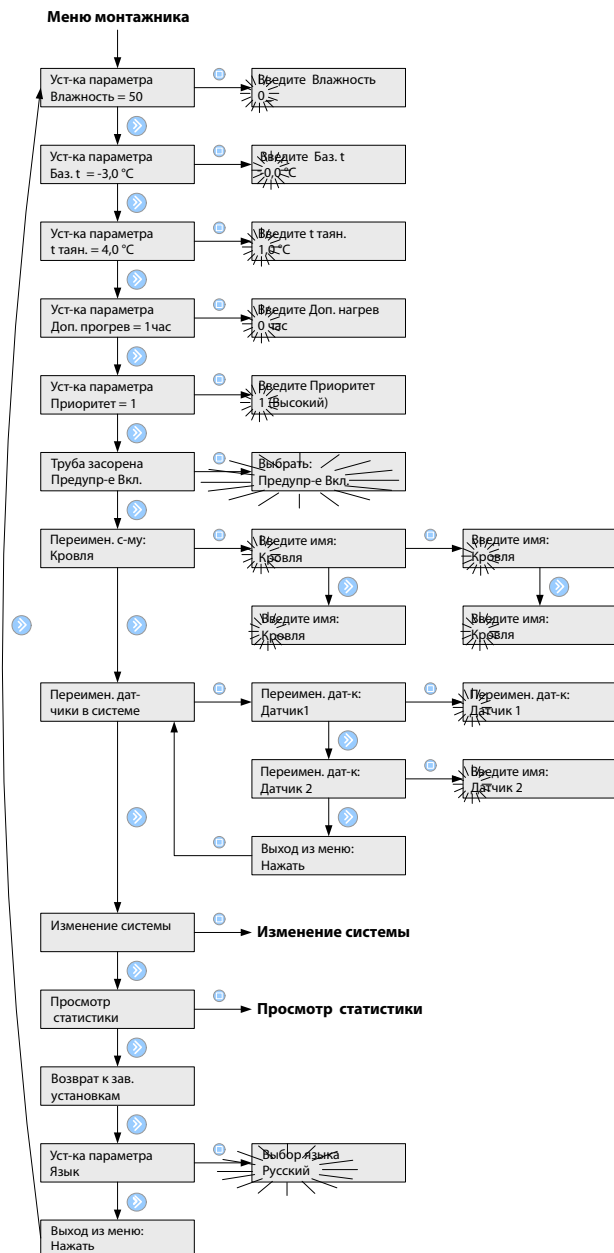 Меню монтажника
Уст-ка параметра
Влажность = 50
Введите Влажность
0
Уст-ка параметра
Баз. t = -3,0 °C
Введите Баз. t
-0,0 °C
Уст-ка параметра
t таян. = 4,0 °C
Введите t таян.
1,0 °C
Уст-ка параметра
Доп. прогрев = 1час
Введите Доп. нагрев
0 час
Уст-ка параметра
Приоритет = 1
Введите Приоритет
1 (Высокий)
Труба засорена
Предупр-е Вкл.
Выбрать:
Предупр-е Вкл.
Переимен. с-му:
Кровля
Введите имя:
Кровля
Введите имя:
Кровля
Введите имя:
Кровля
Введите имя:
Кровля
Переимен. дат-
чики в системе
Переимен. дат-к:
Датчик1
Переимен. дат-к:
Датчик 1
Переимен. дат-к:
Датчик 2
Введите имя:
Датчик 2
Выход из меню:
Нажать
Изменение системы
Изменение системы
Просмотр
статистики
Просмотр статистики
Возврат к зав.
установкам
Уст-ка параметра
Язык
Выбор языка
Русский
Выход из меню:
Нажать